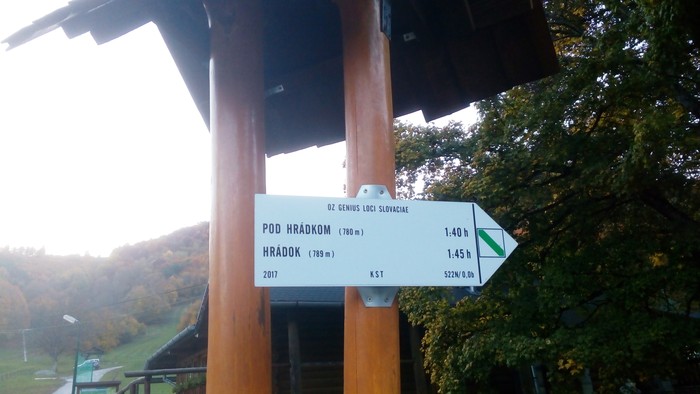 OZ GENIUS LOCI SLOVACIAE
POD HRÁDKOM (780 m) 1:40 h
HRÁDOK (789 m) 1:45 h
2017 KST 522N/0,0b